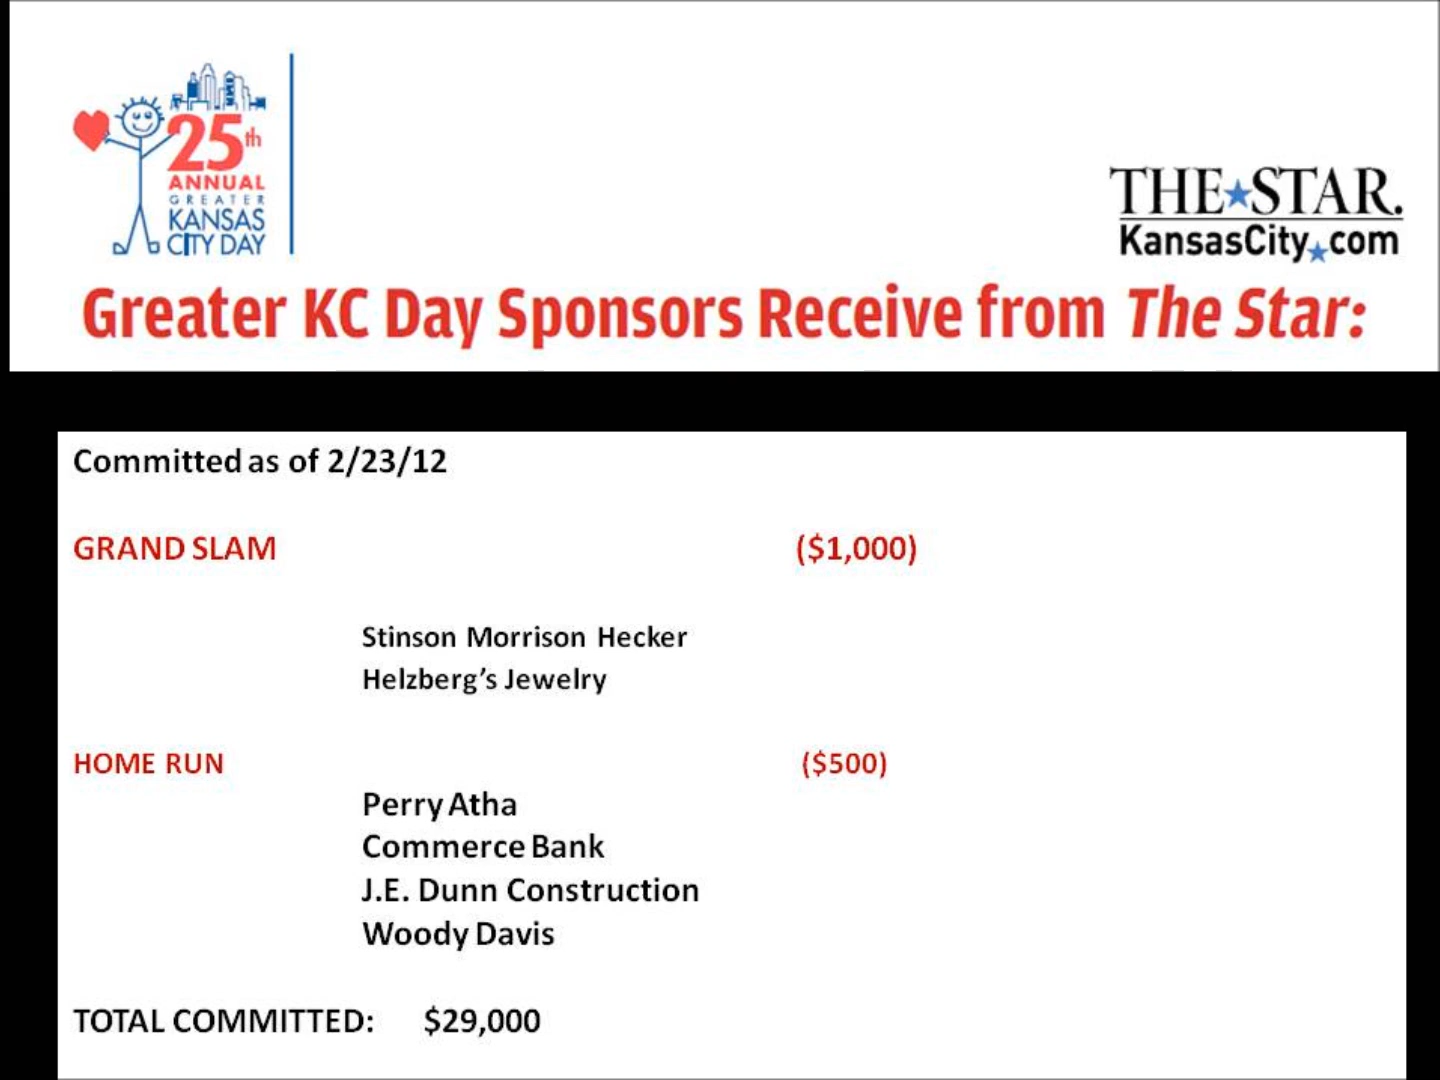 25th
ANNUAL
GREATER
KANSAS
CITY DAY
THE STAR.
KansasCity.com
Greater KC Day Sponsors Receive from The Star:
Committed as of 2/23/12
GRAND SLAM ($1,000)
Stinson Morrison Hecker
Helzberg’s Jewelry
HOME RUN ($500)
Perry Atha
Commerce Bank
J.E. Dunn Construction
Woody Davis
TOTAL COMMITTED: $29,000